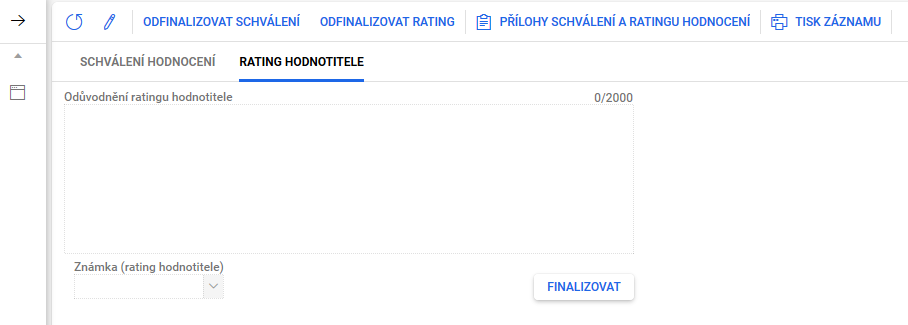 ODFINALIZOVAT SCHVÁLENÍ ODFINALIZOVAT RATING PŘÍLOHY SCHVÁLENÍ A RATINGU HODNOCENÍ TISK ZÁZNAMU
SCHVÁLENÍ HODNOCENÍ RATING HODNOTITELE
Odůvodnění ratingu hodnotitele 0/2000
Známka (rating hodnotitele)
FINALIZOVAT